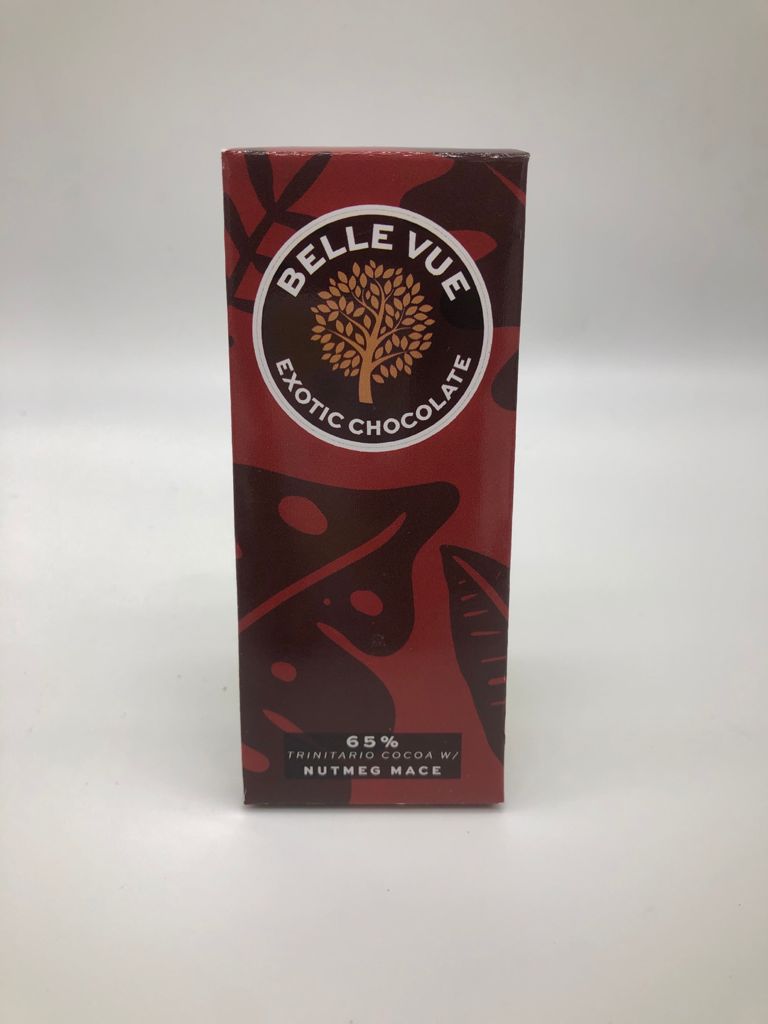 BELLE VUE
EXOTIC CHOCOLATE
65%
TRINITARIO COCOA W/
NUTMEG MACE